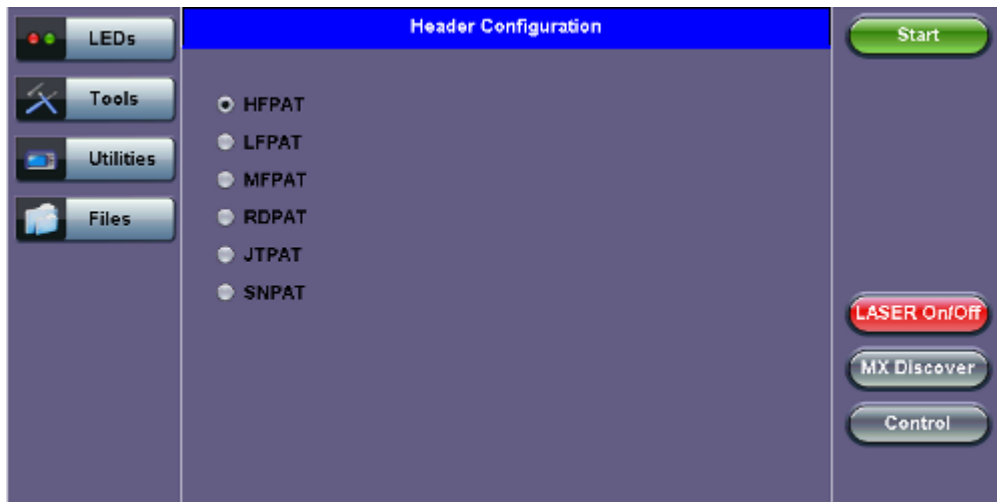 LEDs
Tools
Utilities
Files
Header Configuration
HFPAT
LFPAT
MFPAT
RDPAT
JTPAT
SNPAT
Start
LASER On/Off
MX Discover
Control